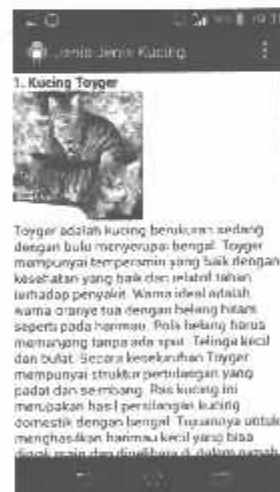 Jenis-Jenis Kucing
1. Kucing Toyger
Toyger adalah kucing berukuran sedang
dengan bulu menyerupai bengal. Toyger
mempunyai temperamin yang baik dengan
kesehatan yang baik dan relatif tahan
terhadap penyakit. Warna ideal adalah
warna oranye tua dengan belang hitam
seperti pada harimau. Pola belang harus
memanjang tanpa ada spot. Telinga kecil
dan bulat. Secara keseluruhan Toyger
mempunyai struktur pertulangan yang
padat dan seimbang. Ras kucing ini
merupakan hasil persilangan kucing
domestik dengan bengal. Tujuannya untuk
menghasilkan harimau kecil yang bisa